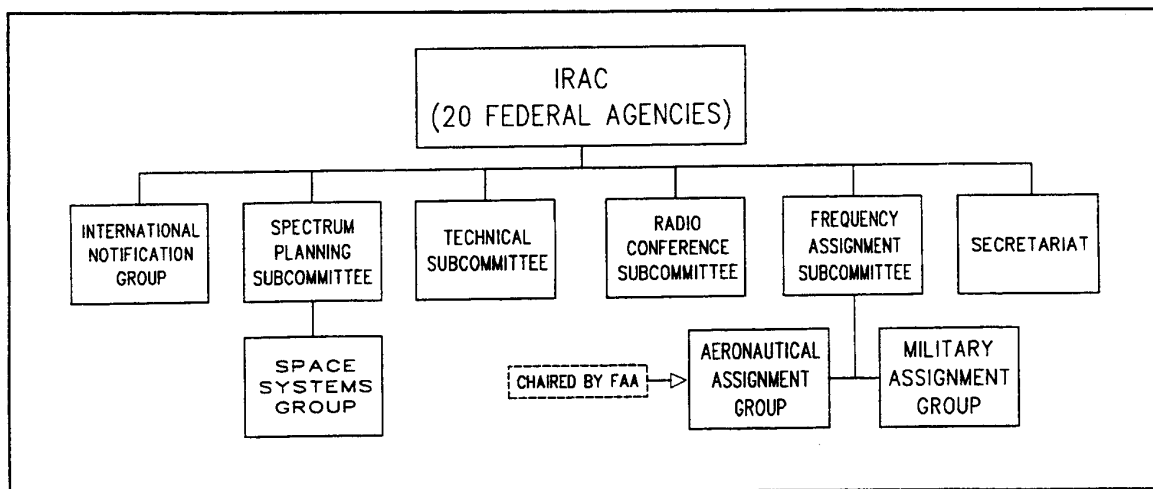 IRAC
(20 FEDERAL AGENCIES)
INTERNATIONAL
NOTIFICATION
GROUP
SPECTRUM
PLANNING
SUBCOMMITTEE
TECHNICAL
SUBCOMMITTEE
RADIO
CONFERENCE
SUBCOMMITTEE
FREQUENCY
ASSIGNMENT
SUBCOMMITTEE
SECRETARIAT
SPACE
SYSTEMS
GROUP
CHAIRED BY FAA
AERONAUTICAL
ASSIGNMENT
GROUP
MILITARY
ASSIGNMENT
GROUP